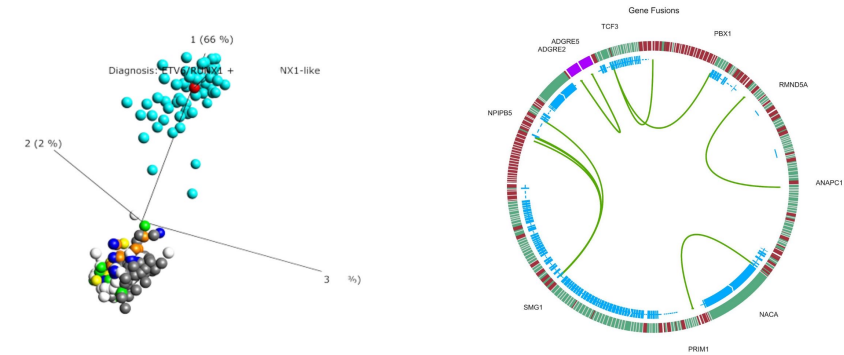 1 (66 %)
Diagnosis: ETV6/RUNX1 + NX1-like
2 (2 %)
3 %)
Gene Fusions
TCF3
PBX1
ADGRE5
ADGRE2
RMND5A
NPIPB5
ANAPC1
SMG1
NACA
PRIM1